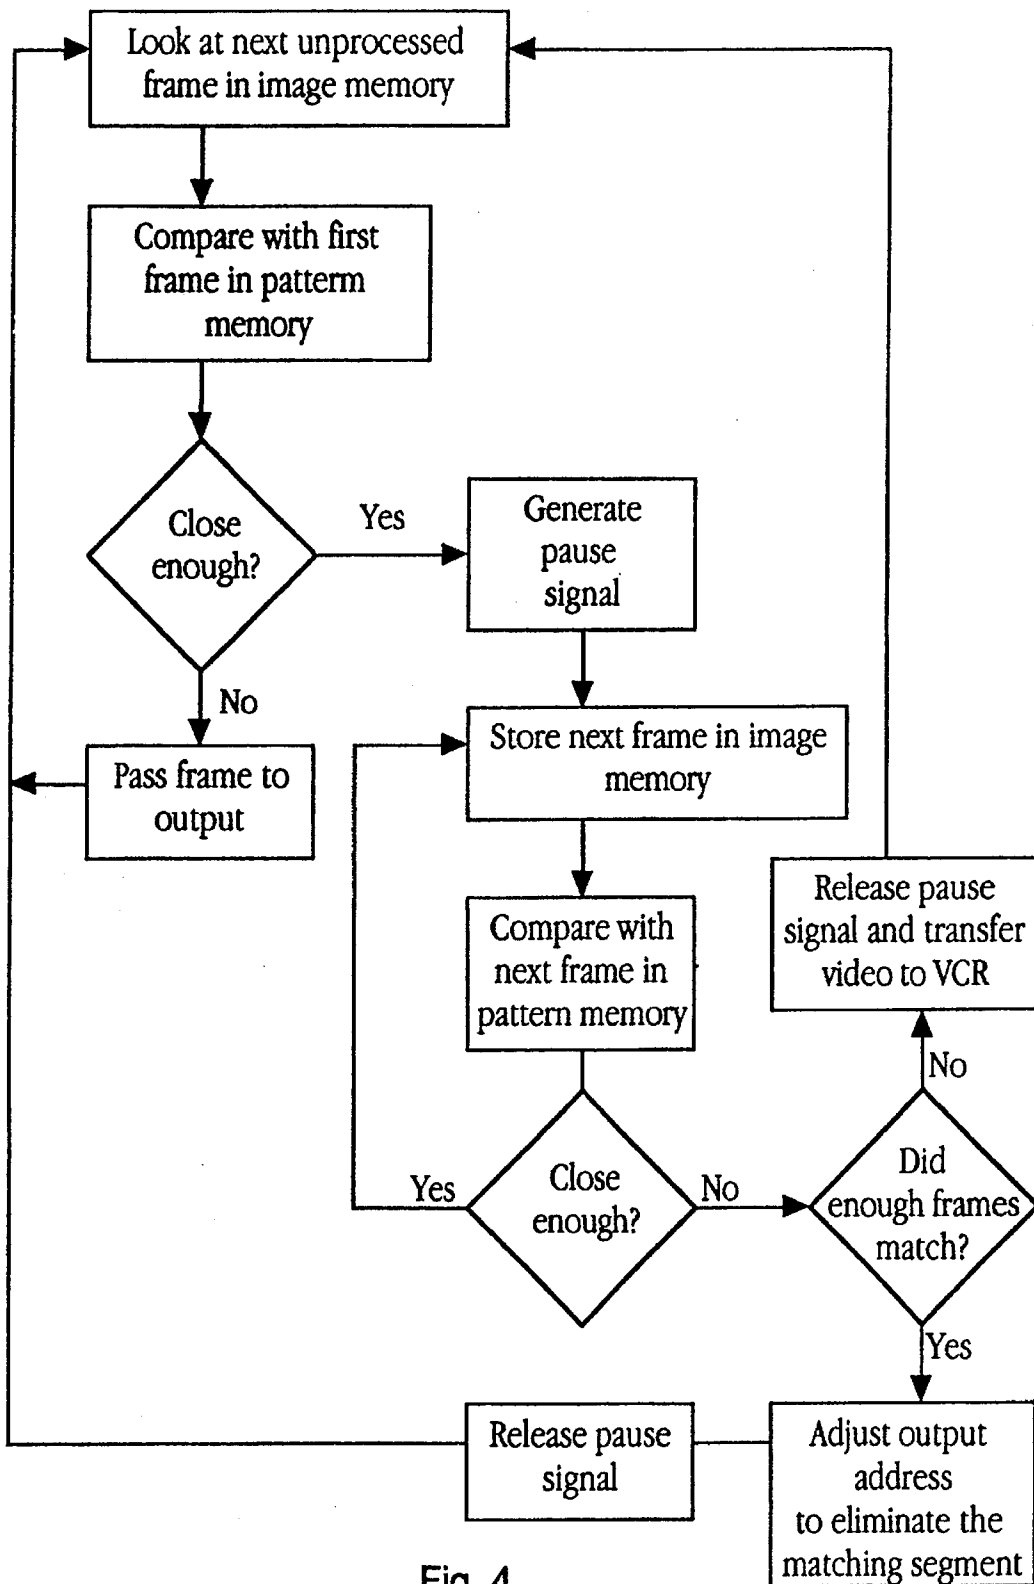 Look at next unprocessed
frame in image memory
Compare with first
frame in patterm
memory
Close
enough?
Yes
Generate
pause
signal
No
Pass frame to
output
Store next frame in image
memory
Compare with
next frame in
pattern memory
Release pause
signal and transfer
video to VCR
No
Close
enough?
Yes
No
Did
enough frames
match?
Yes
Release pause
signal
Adjust output
address
to eliminate the
matching segment
Fig. 4